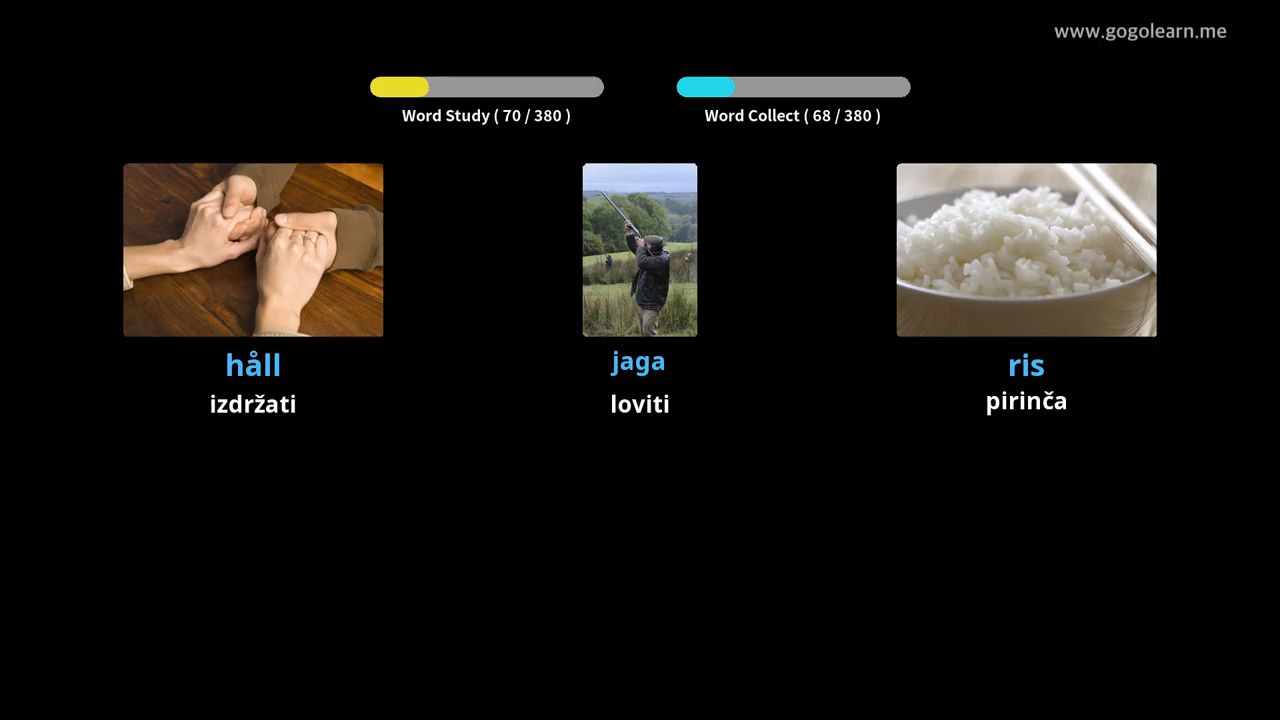 www.gogolearn.me
Word Study ( 70 / 380 )
Word Collect ( 68 / 380 )
håll
jaga
ris
izdržati
loviti
pirinča